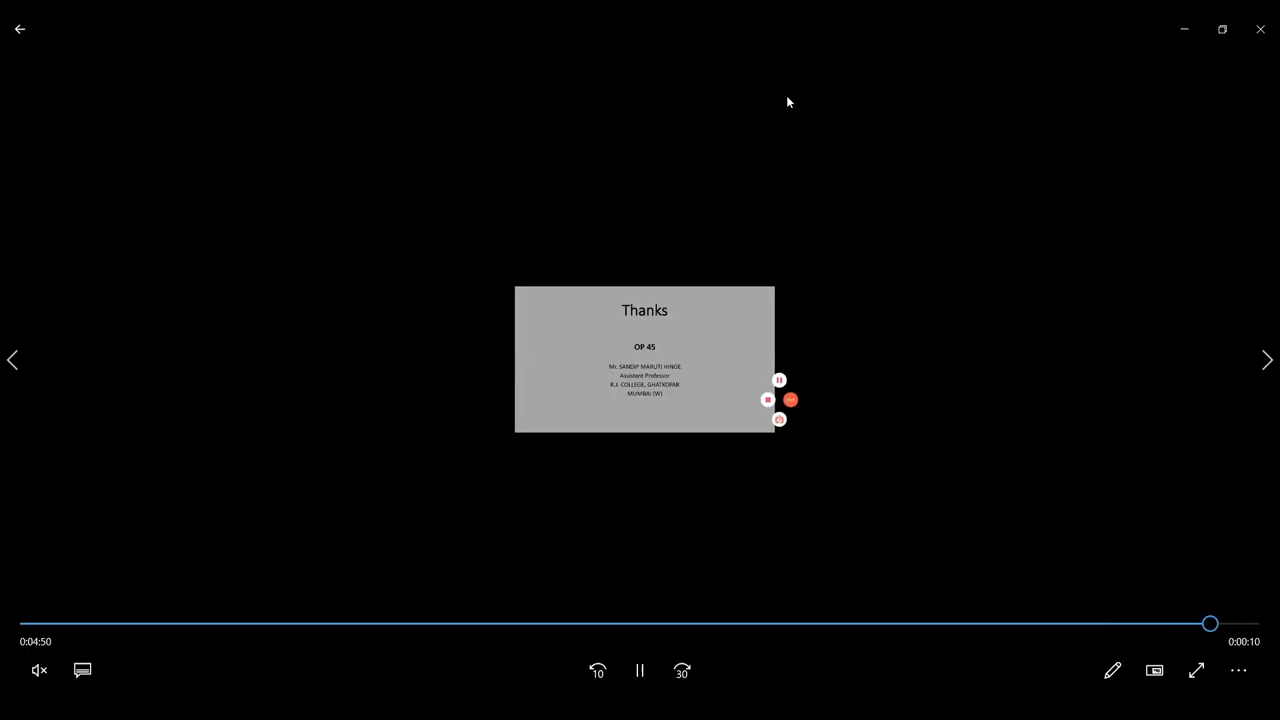 Thanks
OP 45
Mr. SANDIP MARUTI HINGE
Assistant Professor
R.J. COLLEGE, GHATKOPAR
MUMBAI (W)
0:04:50
0:00:10
10
30